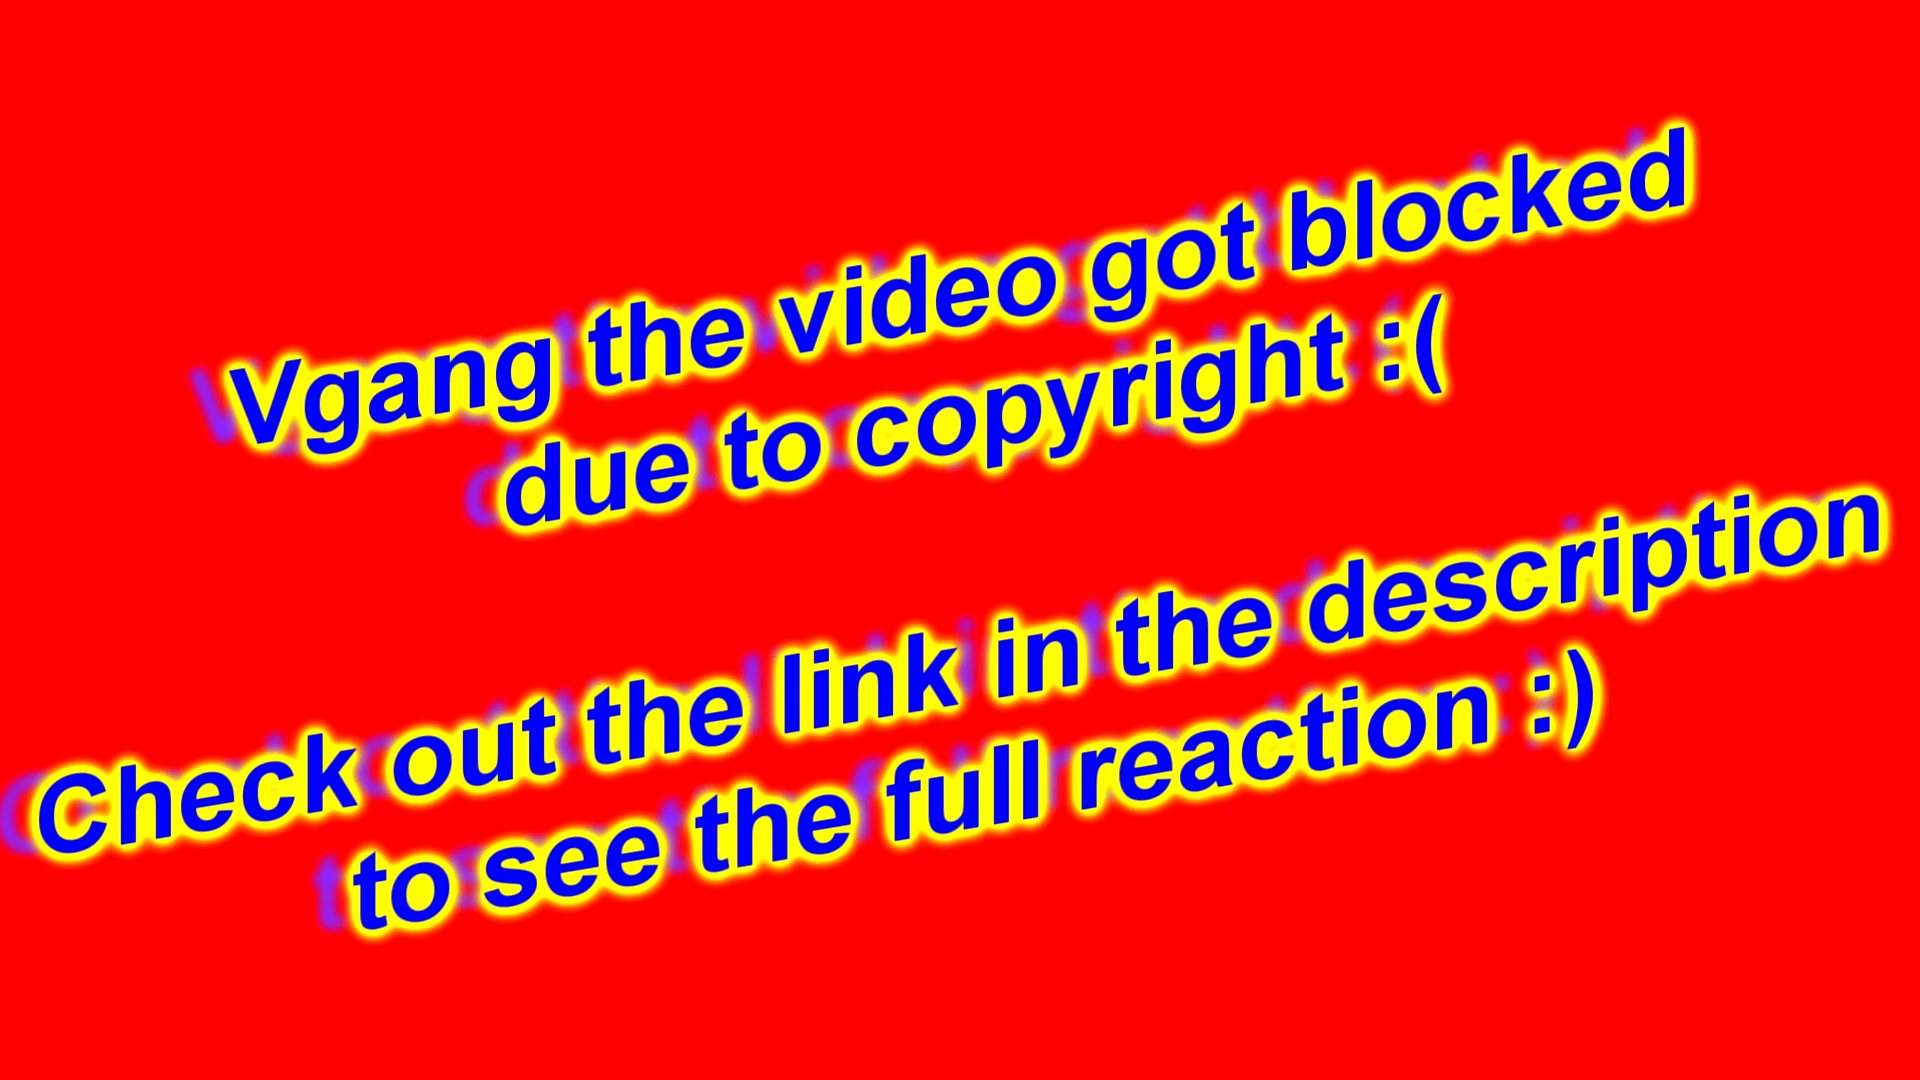 Vgang the video got blocked
due to copyright :(
Check out the link in the description
to see the full reaction :)